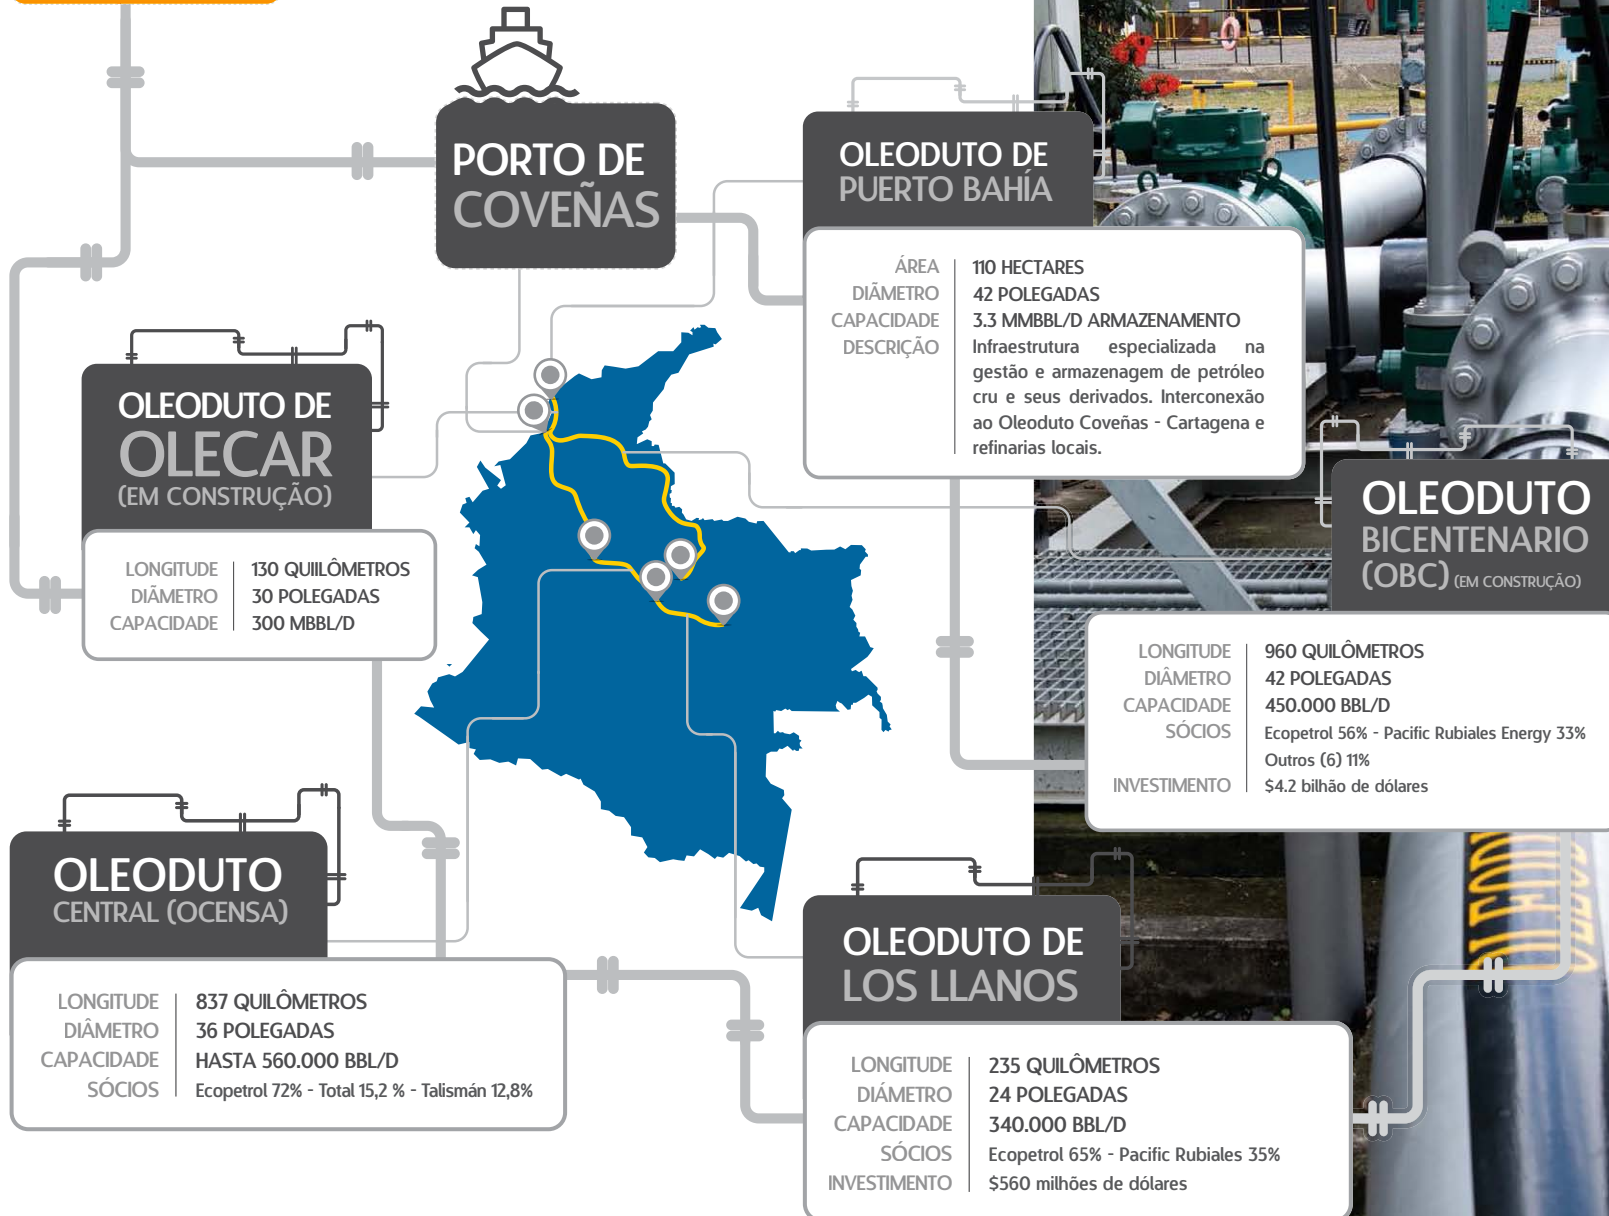 PORTO DE
COVEÑAS
OLEODUTO DE
PUERTO BAHÍA
ÁREA 110 HECTARES
DIÃMETRO 42 POLEGADAS
CAPACIDADE 3.3 MMBBL/D ARMAZENAMENTO
DESCRIÇÃO Infraestrutura especializada na
gestão e armazenagem de petróleo
cru e seus derivados. Interconexão
ao Oleoduto Coveñas - Cartagena e
refinarias locais.
OLEODUTO DE
OLECAR
(EM CONSTRUÇÃO)
LONGITUDE 130 QUIILÔMETROS
DIÂMETRO 30 POLEGADAS
CAPACIDADE 300 MBBL/D
OLEODUTO
BICENTENARIO
(OBC) (EM CONSTRUÇÃO)
LONGITUDE 960 QUILÔMETROS
DIÂMETRO 42 POLEGADAS
CAPACIDADE 450.000 BBL/D
SÓCIOS Ecopetrol 56% - Pacific Rubiales Energy 33%
Outros (6) 11%
INVESTIMENTO $4.2 bilhão de dólares
OLEODUTO
CENTRAL (OCENSA)
LONGITUDE 837 QUILÔMETROS
DIÂMETRO 36 POLEGADAS
CAPACIDADE HASTA 560.000 BBL/D
SÓCIOS Ecopetrol 72% - Total 15,2 % - Talismán 12,8%
OLEODUTO DE
LOS LLANOS
LONGITUDE 235 QUILÔMETROS
DIÁMETRO 24 POLEGADAS
CAPACIDADE 340.000 BBL/D
SÓCIOS Ecopetrol 65% - Pacific Rubiales 35%
INVESTIMENTO $560 milhões de dólares